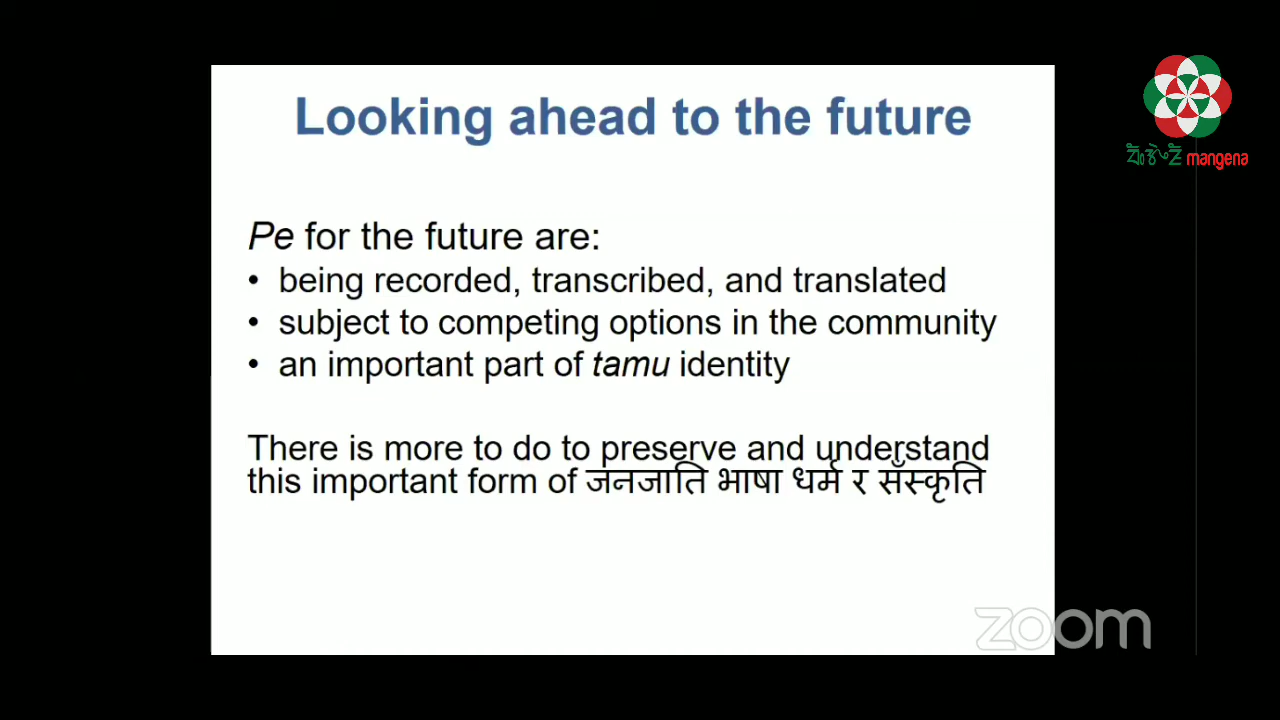 Looking ahead to the future
mangena
Pe for the future are:
• being recorded, transcribed, and translated
• subject to competing options in the community
• an important part of tamu identity
There is more to do to preserve and understand
this important form of जनजाति भाषा धर्म र सँस्कृति
zoom